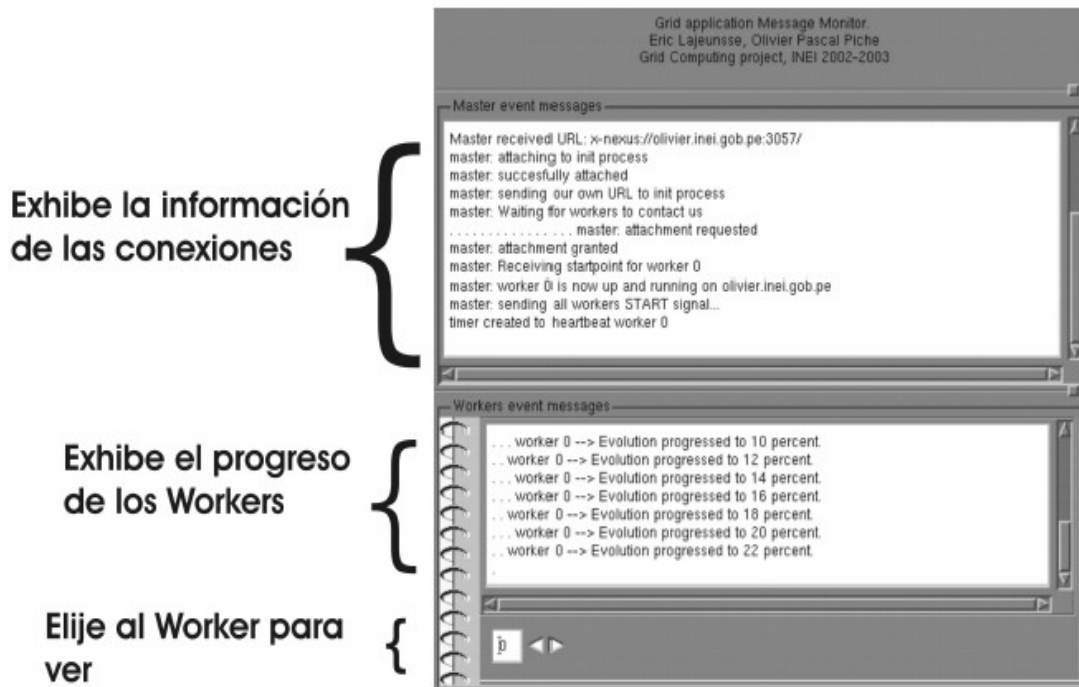 Grid application Message Monitor.
Eric Lajeunsse, Olivier Pascal Piche
Grid Computing project, INEI 2002-2003
Master event messages
Master received URL: x-nexus://olivier.inei.gob.pe:3057/
master: attaching to init process
master: succesfully attached
master: sending our own URL to init process
master: Waiting for workers to contact us
. . . . . . . . . . . . . . . master: attachment requested
master: attachment granted
master: Receiving startpoint for worker 0
master: worker 0 is now up and running on olivier.inei.gob.pe
master: sending all workers START signal...
timer created to heartbeat worker 0
Exhibe la información
de las conexiones
Workers event messages
. . . worker 0 --> Evolution progressed to 10 percent.
. . worker 0 --> Evolution progressed to 12 percent.
. . . worker 0 --> Evolution progressed to 14 percent.
. . . worker 0 --> Evolution progressed to 16 percent.
. . worker 0 --> Evolution progressed to 18 percent.
. . . worker 0 --> Evolution progressed to 20 percent.
. . worker 0 --> Evolution progressed to 22 percent.
.
Exhibe el progreso
de los Workers
Elije al Worker para
ver
0